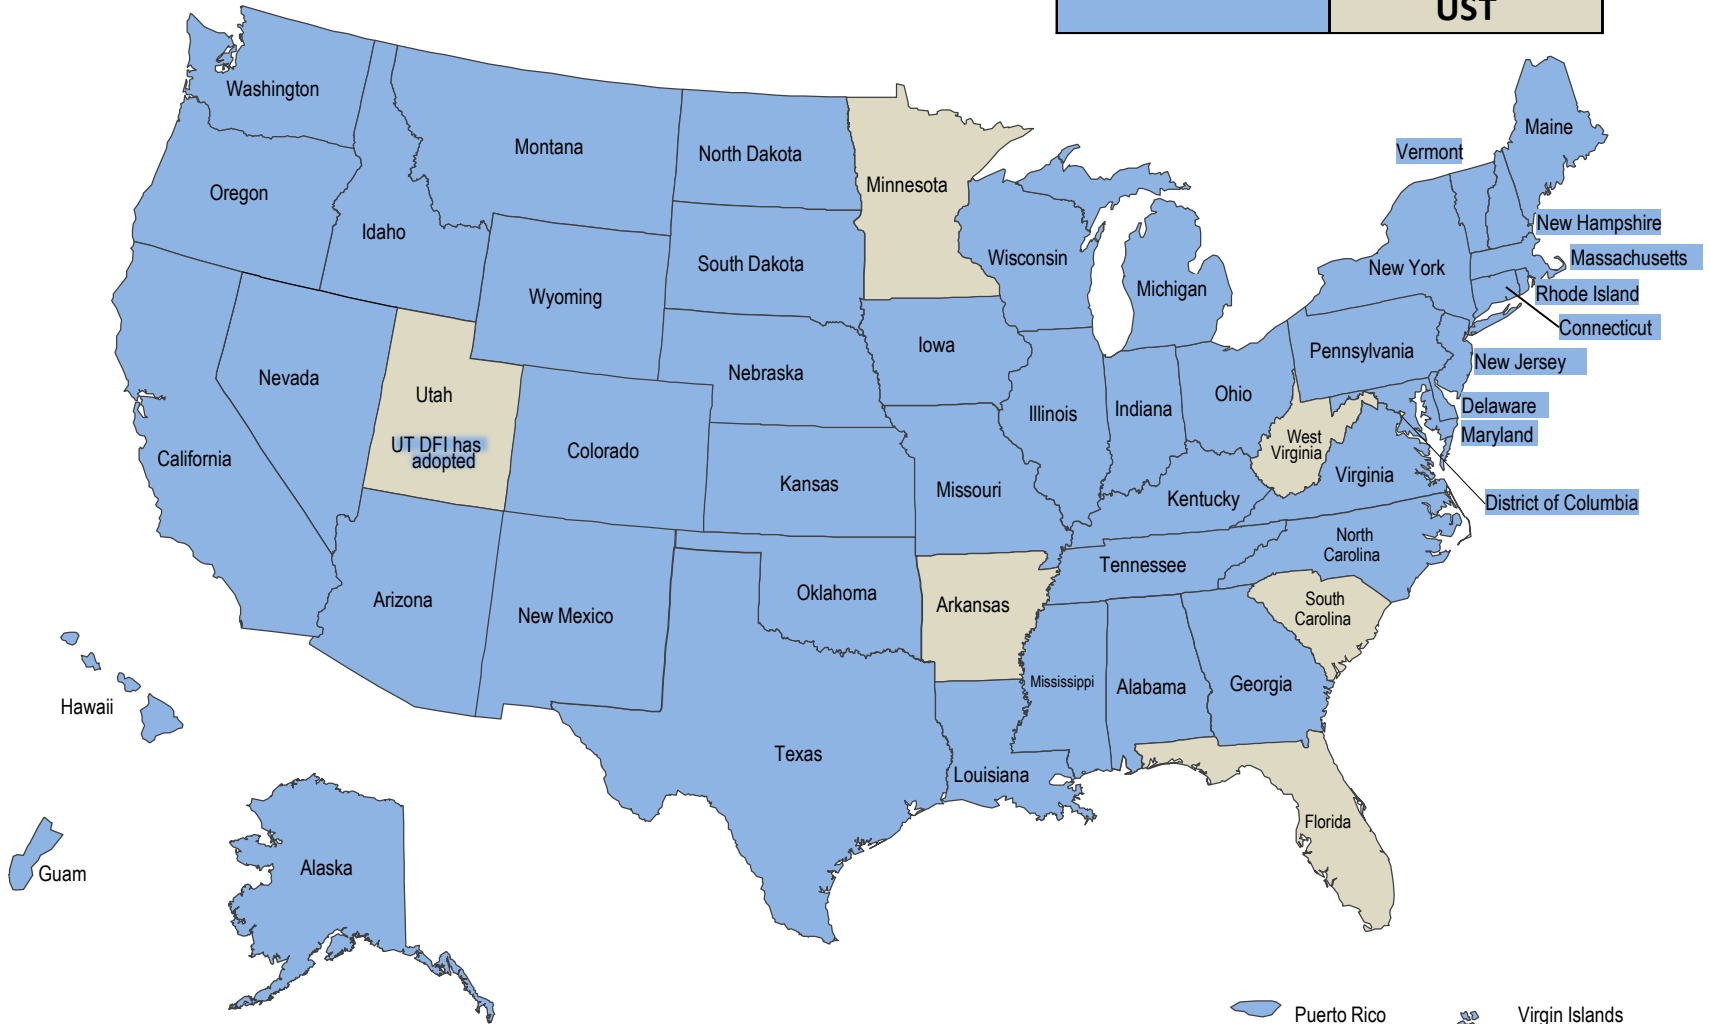 UST
Washington
Maine
Montana
Vermont
North Dakota
Minnesota
Oregon
New Hampshire
Idaho
Wisconsin
Massachusetts
South Dakota
New York
Michigan
Wyoming
Rhode Island
Connecticut
Iowa
Pennsylvania
New Jersey
Nebraska
Nevada
Utah
Ohio
Delaware
Indiana
Illinois
Maryland
West
Virginia
UT DFI has
adopted
Colorado
California
Virginia
Kansas
Missouri
Kentucky
District of Columbia
North
Carolina
Tennessee
Oklahoma
Arizona
Arkansas
South
Carolina
New Mexico
Mississippi
Alabama
Georgia
Hawaii
Texas
Louisiana
Florida
Alaska
Guam
Puerto Rico
Virgin Islands